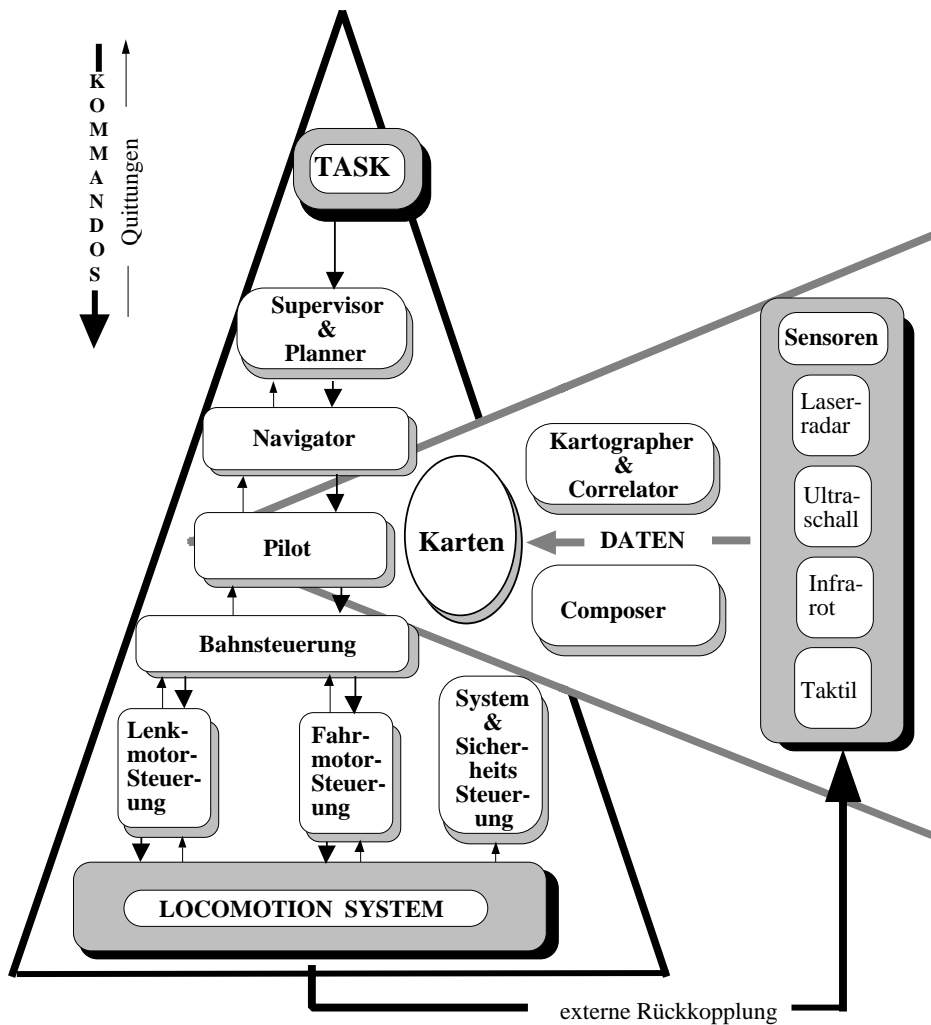 KOMMANDOS
Quittungen
TASK
Supervisor
&
Planner
Navigator
Pilot
Bahnsteuerung
Lenk-
motor-
Steuer-
ung
Fahr-
motor-
Steuer-
ung
System
&
Sicher-
heits
Steuer-
ung
LOCOMOTION SYSTEM
Karten
Kartographer
&
Correlator
DATEN
Composer
Sensoren
Laser-
radar
Ultra-
schall
Infra-
rot
Taktil
externe Rückkopplung